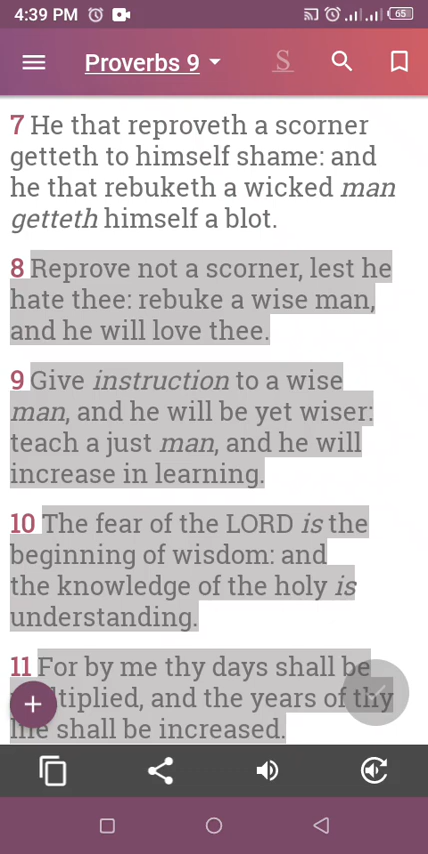 4:39 PM 65
Proverbs 9 S
7 He that reproveth a scorner
getteth to himself shame: and
he that rebuketh a wicked man
getteth himself a blot.
8 Reprove not a scorner, lest he
hate thee: rebuke a wise man,
and he will love thee.
9 Give instruction to a wise
man, and he will be yet wiser:
teach a just man, and he will
increase in learning.
10 The fear of the LORD is the
beginning of wisdom: and
the knowledge of the holy is
understanding.
11 For by me thy days shall be
multiplied, and the years of thy
life shall be increased.